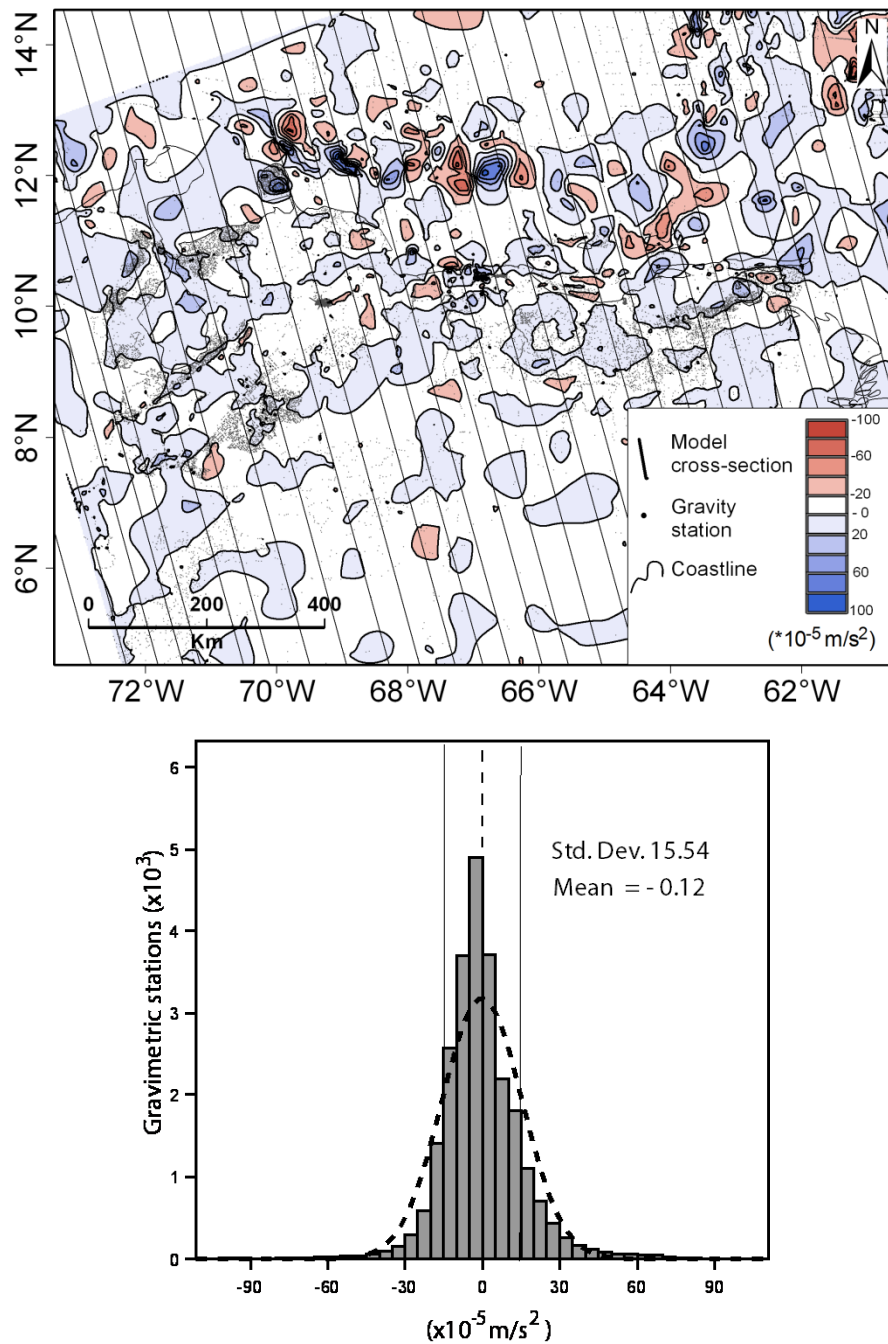 14°N
12°N
10°N
8°N
6°N
N
Model
cross-section
Gravity
station
Coastline
-100
-60
-20
- 0
20
60
100
(*10⁻⁵ m/s²)
0 200 400
Km
72°W 70°W 68°W 66°W 64°W 62°W
6
5
4
3
2
1
0
Gravimetric stations (x10³)
Std. Dev. 15.54
Mean = - 0.12
-90 -30 0 30 90
(x10⁻⁵ m/s²)